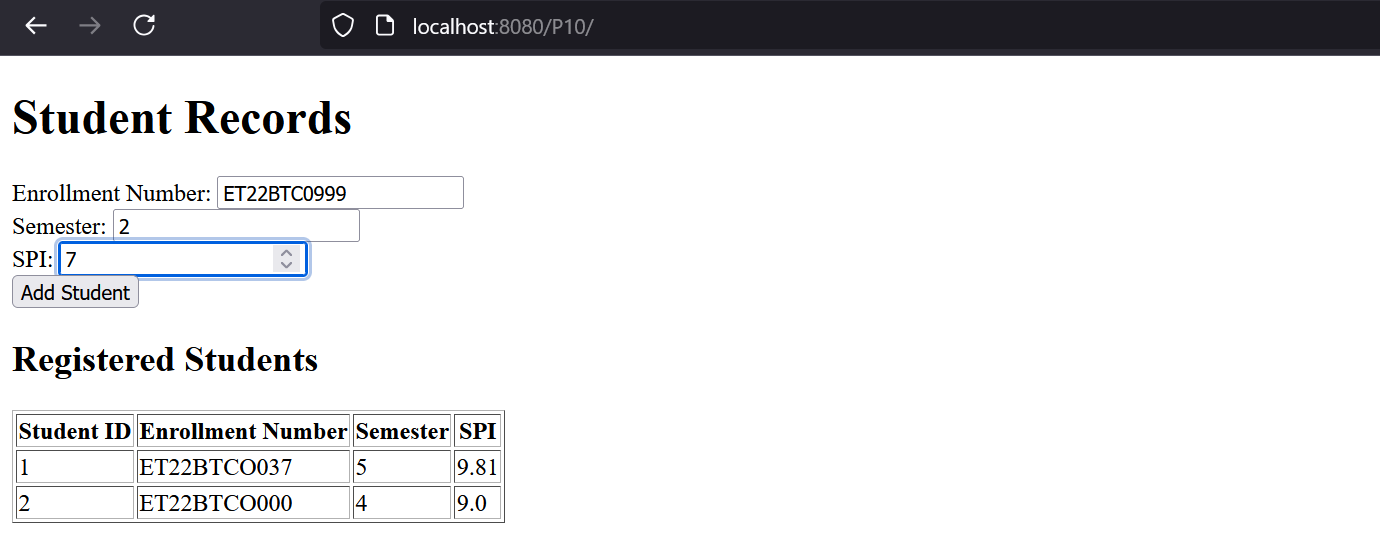 localhost:8080/P10/
Student Records
Enrollment Number: ET22BTC0999
Semester: 2
SPI: 7
Add Student
Registered Students
Student ID Enrollment Number Semester SPI
1 ET22BTCO037 5 9.81
2 ET22BTCO000 4 9.0